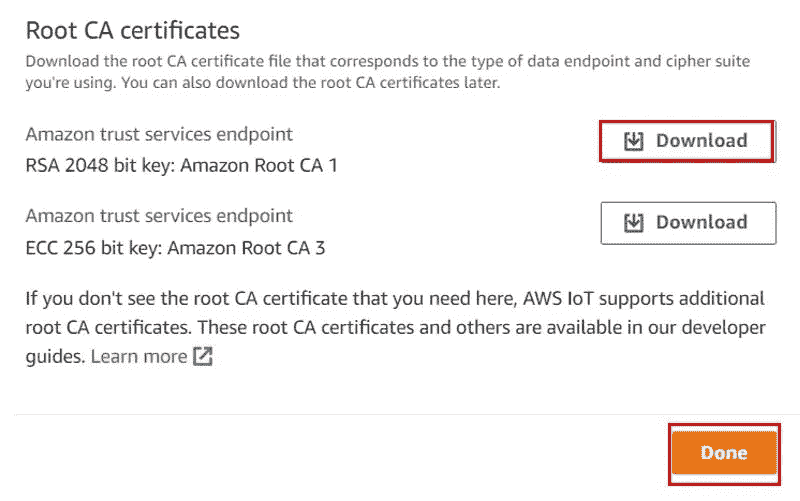 Root CA certificates
Download the root CA certificate file that corresponds to the type of data endpoint and cipher suite
you're using. You can also download the root CA certificates later.
Amazon trust services endpoint
RSA 2048 bit key: Amazon Root CA 1
Download
Amazon trust services endpoint
ECC 256 bit key: Amazon Root CA 3
Download
If you don't see the root CA certificate that you need here, AWS IoT supports additional
root CA certificates. These root CA certificates and others are available in our developer
guides. Learn more
Done